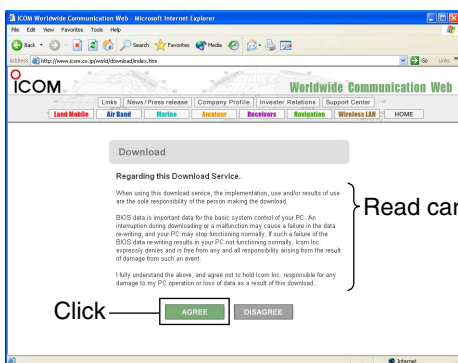 ICOM Worldwide Communication Web - Microsoft Internet Explorer
File Edit View Favorites Tools Help
Back Search Favorites Media
Address http://www.icom.co.jp/world/download/index.htm Go Links »
ICOM
Worldwide Communication Web
Links News/Press release Company Profile Invester Relations Support Center
Land Mobile Air Band Marine Amateur Receivers Navigation Wireless LAN HOME
Download
Regarding this Download Service.
When using this download service, the implementation, use and/or results of use
are the sole responsibility of the person making the download.
BIOS data is important data for the basic system control of your PC. An
interruption during downloading or a malfunction may cause a failure in the data
re-writing, and your PC may stop functioning normally. If such a failure of the
BIOS data re-writing results in your PC not functioning normally, Icom Inc.
expressly denies and is free from any and all responsibility arising from the result
of damage from such an event.
I fully understand the above, and agree not to hold Icom Inc. responsible for any
damage to my PC operation or loss of data as a result of this download.
Read car
Click
AGREE DISAGREE
Internet